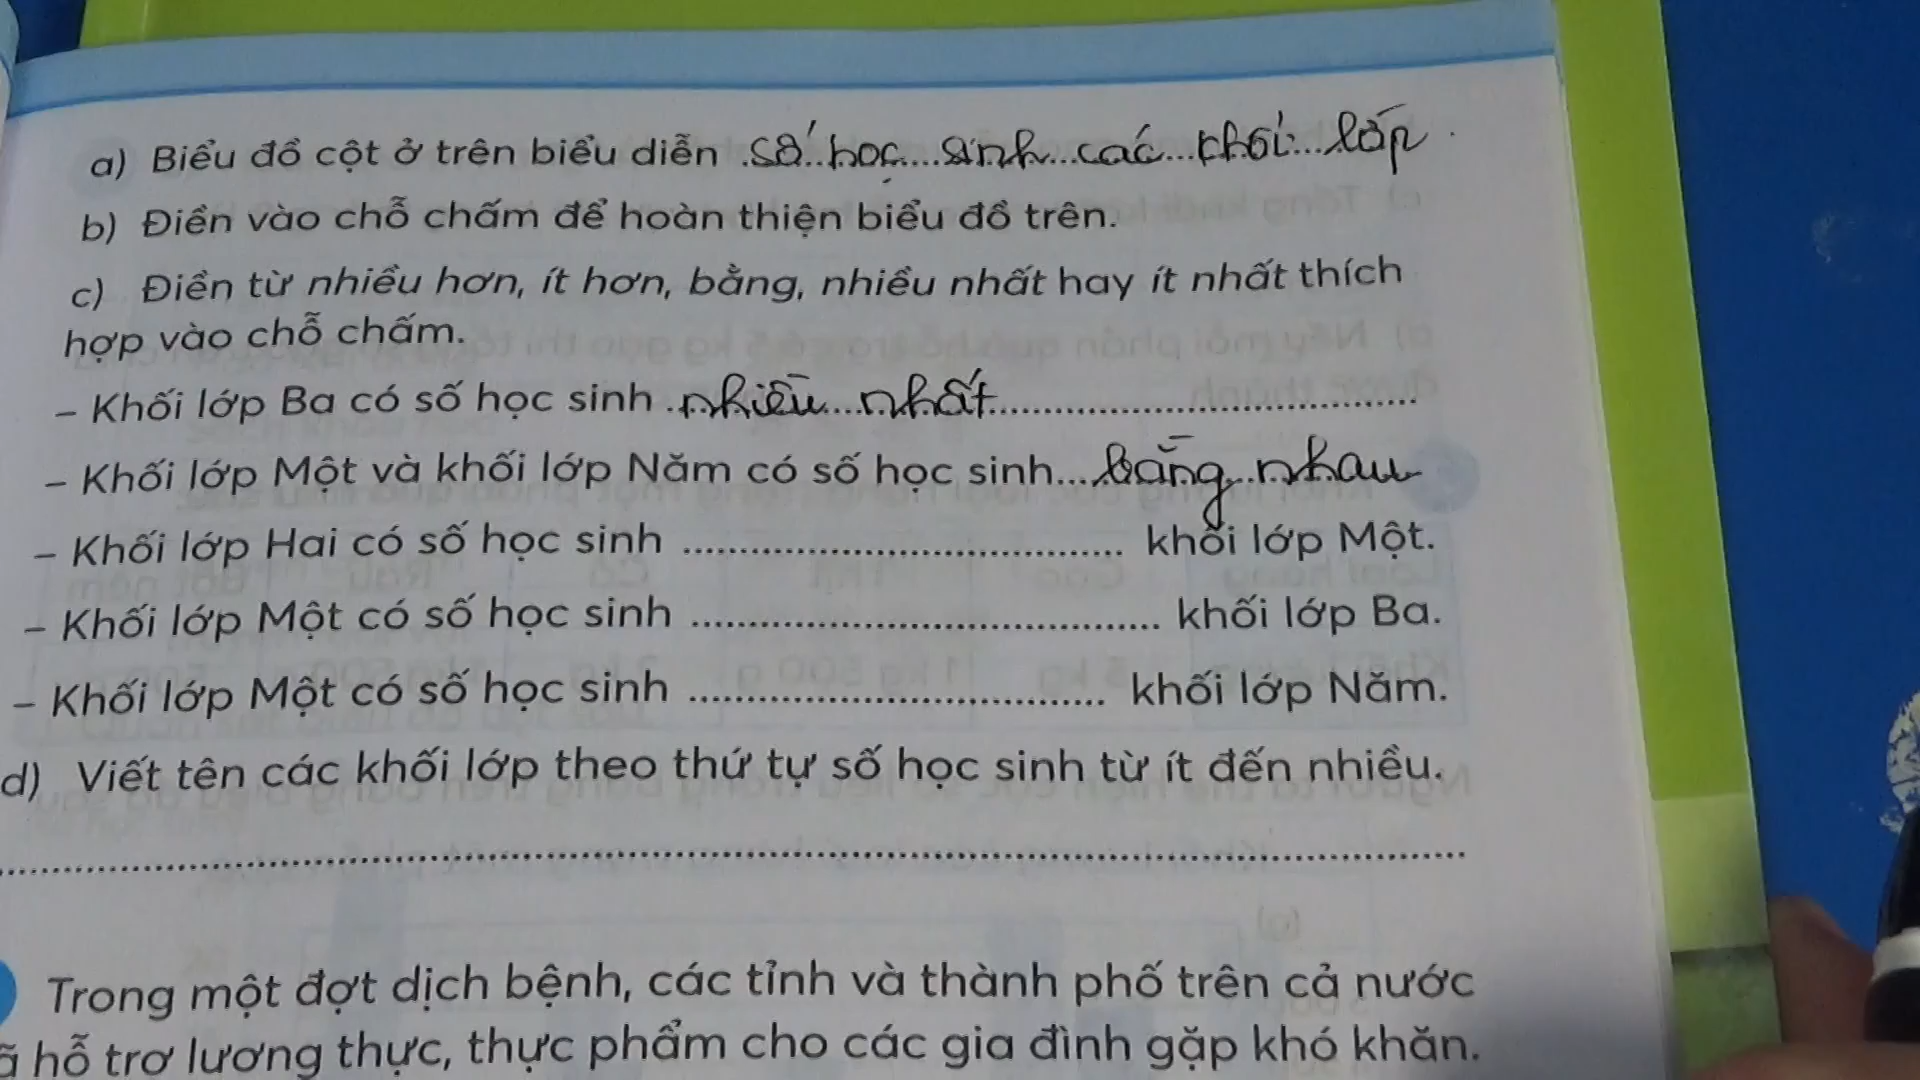 a) Biểu đồ cột ở trên biểu diễn số học sinh các khối lớp.
b) Điền vào chỗ chấm để hoàn thiện biểu đồ trên.
c) Điền từ nhiều hơn, ít hơn, bằng, nhiều nhất hay ít nhất thích
hợp vào chỗ chấm.
– Khối lớp Ba có số học sinh nhiều nhất
– Khối lớp Một và khối lớp Năm có số học sinh bằng nhau
– Khối lớp Hai có số học sinh ........................ khối lớp Một.
– Khối lớp Một có số học sinh ........................ khối lớp Ba.
– Khối lớp Một có số học sinh ........................ khối lớp Năm.
d) Viết tên các khối lớp theo thứ tự số học sinh từ ít đến nhiều.
Trong một đợt dịch bệnh, các tỉnh và thành phố trên cả nước
hỗ trợ lương thực, thực phẩm cho các gia đình gặp khó khăn.